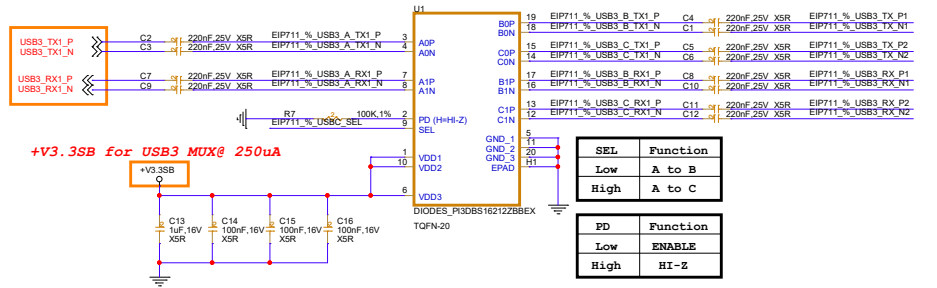 U1
USB3_TX1_P
USB3_TX1_N
C2 220nF,25V X5R EIP711_%_USB3_A_TX1_P 3 A0P
C3 220nF,25V X5R EIP711_%_USB3_A_TX1_N 4 A0N
USB3_RX1_P
USB3_RX1_N
C7 220nF,25V X5R EIP711_%_USB3_A_RX1_P 7 A1P
C9 220nF,25V X5R EIP711_%_USB3_A_RX1_N 8 A1N
R7 100K,1% 2 PD (H=HI-Z)
EIP711_%_USBC_SEL 9 SEL
1 VDD1
10 VDD2
6 VDD3
B0P 19 EIP711_%_USB3_B_TX1_P C4 220nF,25V X5R EIP711_%_USB3_TX_P1
B0N 18 EIP711_%_USB3_B_TX1_N C1 220nF,25V X5R EIP711_%_USB3_TX_N1
C0P 15 EIP711_%_USB3_C_TX1_P C5 220nF,25V X5R EIP711_%_USB3_TX_P2
C0N 14 EIP711_%_USB3_C_TX1_N C6 220nF,25V X5R EIP711_%_USB3_TX_N2
B1P 17 EIP711_%_USB3_B_RX1_P C8 220nF,25V X5R EIP711_%_USB3_RX_P1
B1N 16 EIP711_%_USB3_B_RX1_N C10 220nF,25V X5R EIP711_%_USB3_RX_N1
C1P 13 EIP711_%_USB3_C_RX1_P C11 220nF,25V X5R EIP711_%_USB3_RX_P2
C1N 12 EIP711_%_USB3_C_RX1_N C12 220nF,25V X5R EIP711_%_USB3_RX_N2
GND_1 5
GND_2 11
GND_3 20
EPAD H1
DIODES_PI3DBS16212ZBBEX
TQFN-20
+V3.3SB for USB3 MUX@ 250uA
+V3.3SB
C13
1uF,16V
X5R
C14
100nF,16V
X5R
C15
100nF,16V
X5R
C16
100nF,16V
X5R
SEL Function
Low A to B
High A to C
PD Function
Low ENABLE
High HI-Z